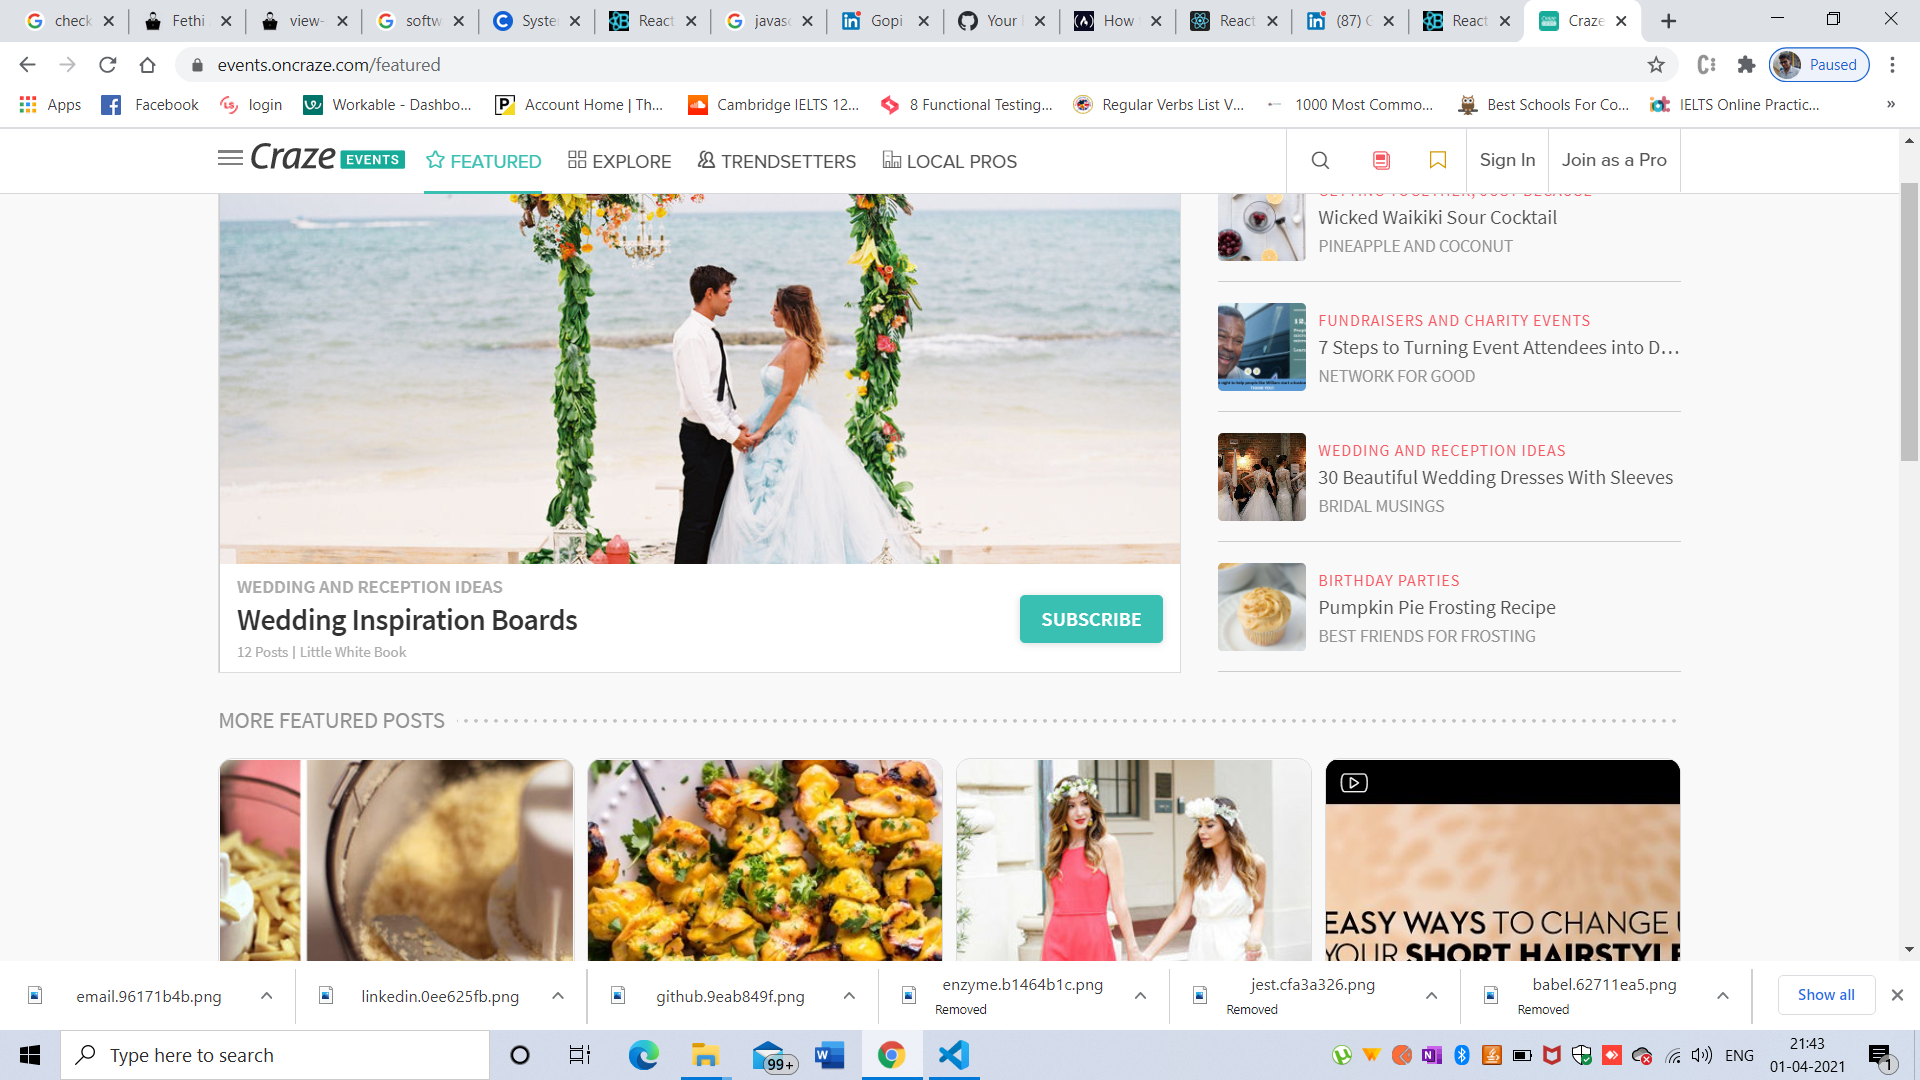 check
Fethi
view-
softw
Syste
React
javasc
Gopi
Your
How
React
(87) G
React
Craze
events.oncraze.com/featured
Paused
Apps
Facebook
login
Workable - Dashbo...
Account Home | Th...
Cambridge IELTS 12...
8 Functional Testing...
Regular Verbs List V...
1000 Most Commo...
Best Schools For Co...
IELTS Online Practic...
»
Craze EVENTS
FEATURED
EXPLORE
TRENDSETTERS
LOCAL PROS
Sign In
Join as a Pro
GETTING TOGETHER, JUST BECAUSE
Wicked Waikiki Sour Cocktail
PINEAPPLE AND COCONUT
FUNDRAISERS AND CHARITY EVENTS
7 Steps to Turning Event Attendees into D...
NETWORK FOR GOOD
WEDDING AND RECEPTION IDEAS
30 Beautiful Wedding Dresses With Sleeves
BRIDAL MUSINGS
BIRTHDAY PARTIES
Pumpkin Pie Frosting Recipe
BEST FRIENDS FOR FROSTING
WEDDING AND RECEPTION IDEAS
Wedding Inspiration Boards
12 Posts | Little White Book
SUBSCRIBE
MORE FEATURED POSTS
EASY WAYS TO CHANGE U
YOUR SHORT HAIRSTYLE
email.96171b4b.png
linkedin.0ee625fb.png
github.9eab849f.png
enzyme.b1464b1c.png
Removed
jest.cfa3a326.png
Removed
babel.62711ea5.png
Removed
Show all
Type here to search
99+
ENG
21:43
01-04-2021
1